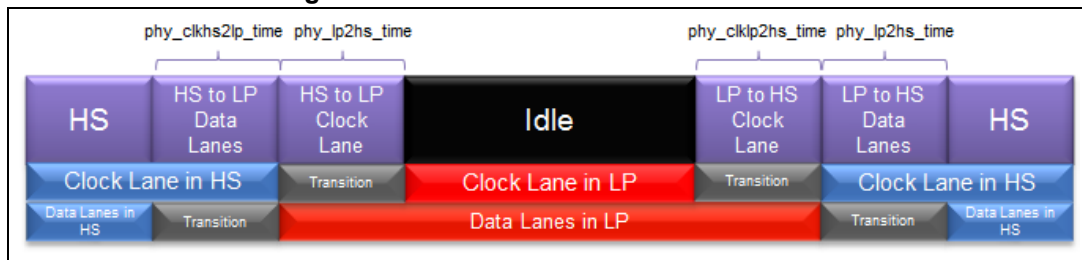 phy_clkhs2lp_time phy_lp2hs_time phy_clklp2hs_time phy_lp2hs_time
HS
HS to LP
Data
Lanes
HS to LP
Clock
Lane
Idle
LP to HS
Clock
Lane
LP to HS
Data
Lanes
HS
Clock Lane in HS
Transition
Clock Lane in LP
Transition
Clock Lane in HS
Data Lanes in
HS
Transition
Data Lanes in LP
Transition
Data Lanes in
HS